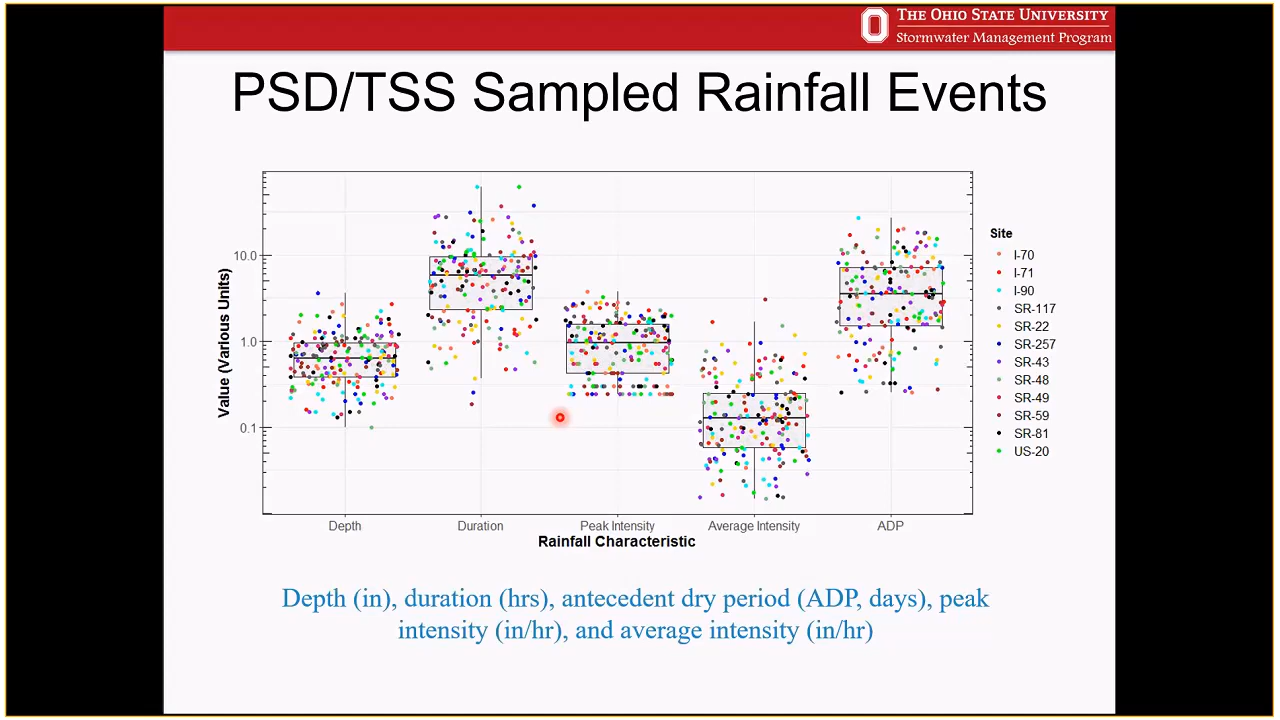 THE OHIO STATE UNIVERSITY
Stormwater Management Program
PSD/TSS Sampled Rainfall Events
10.0
1.0
0.1
Value (Various Units)
Depth
Duration
Peak Intensity
Average Intensity
ADP
Rainfall Characteristic
Site
I-70
I-71
I-90
SR-117
SR-22
SR-257
SR-43
SR-48
SR-49
SR-59
SR-81
US-20
Depth (in), duration (hrs), antecedent dry period (ADP, days), peak
intensity (in/hr), and average intensity (in/hr)